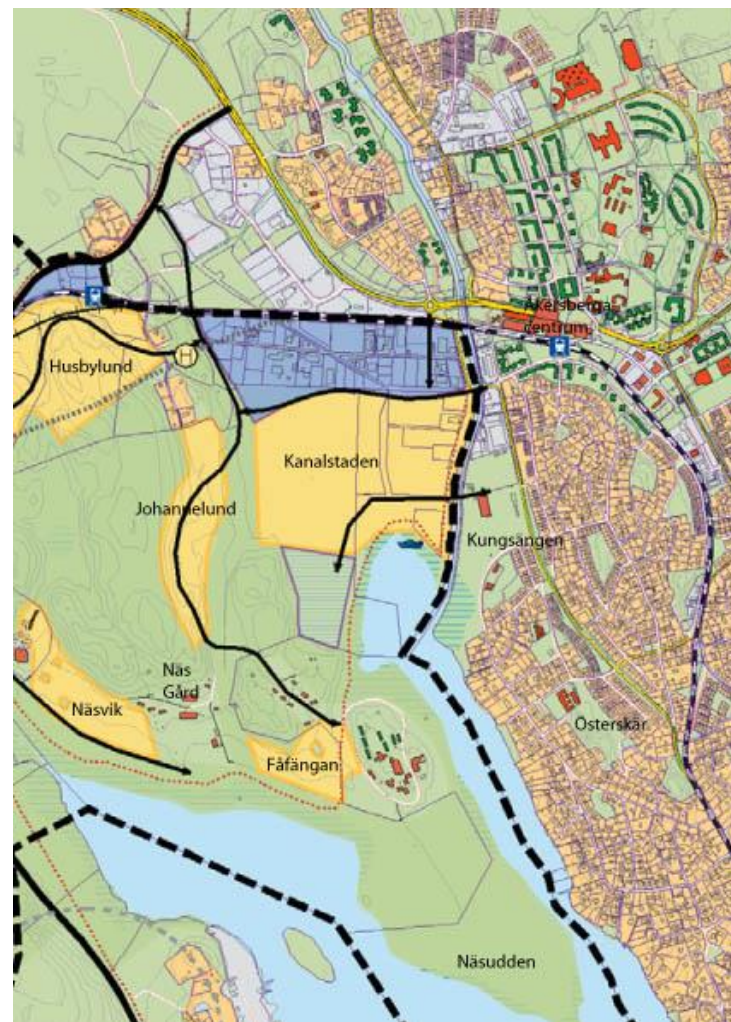 Åkersberga
centrum
Husbylund
H
Kanalstaden
Johannelund
Kungsängen
Näs
Gård
Näsvik
Österskär
Fåfängan
Näsudden